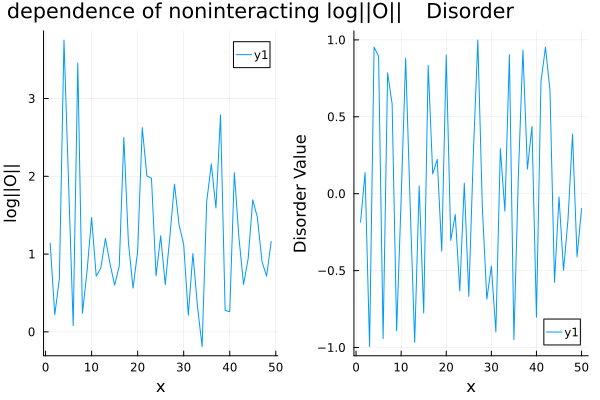 dependence of noninteracting log||O||
Disorder
y1
y1
log||O||
3
2
1
0
0
10
20
30
40
50
x
Disorder Value
1.0
0.5
0.0
−0.5
−1.0
0
10
20
30
40
50
x